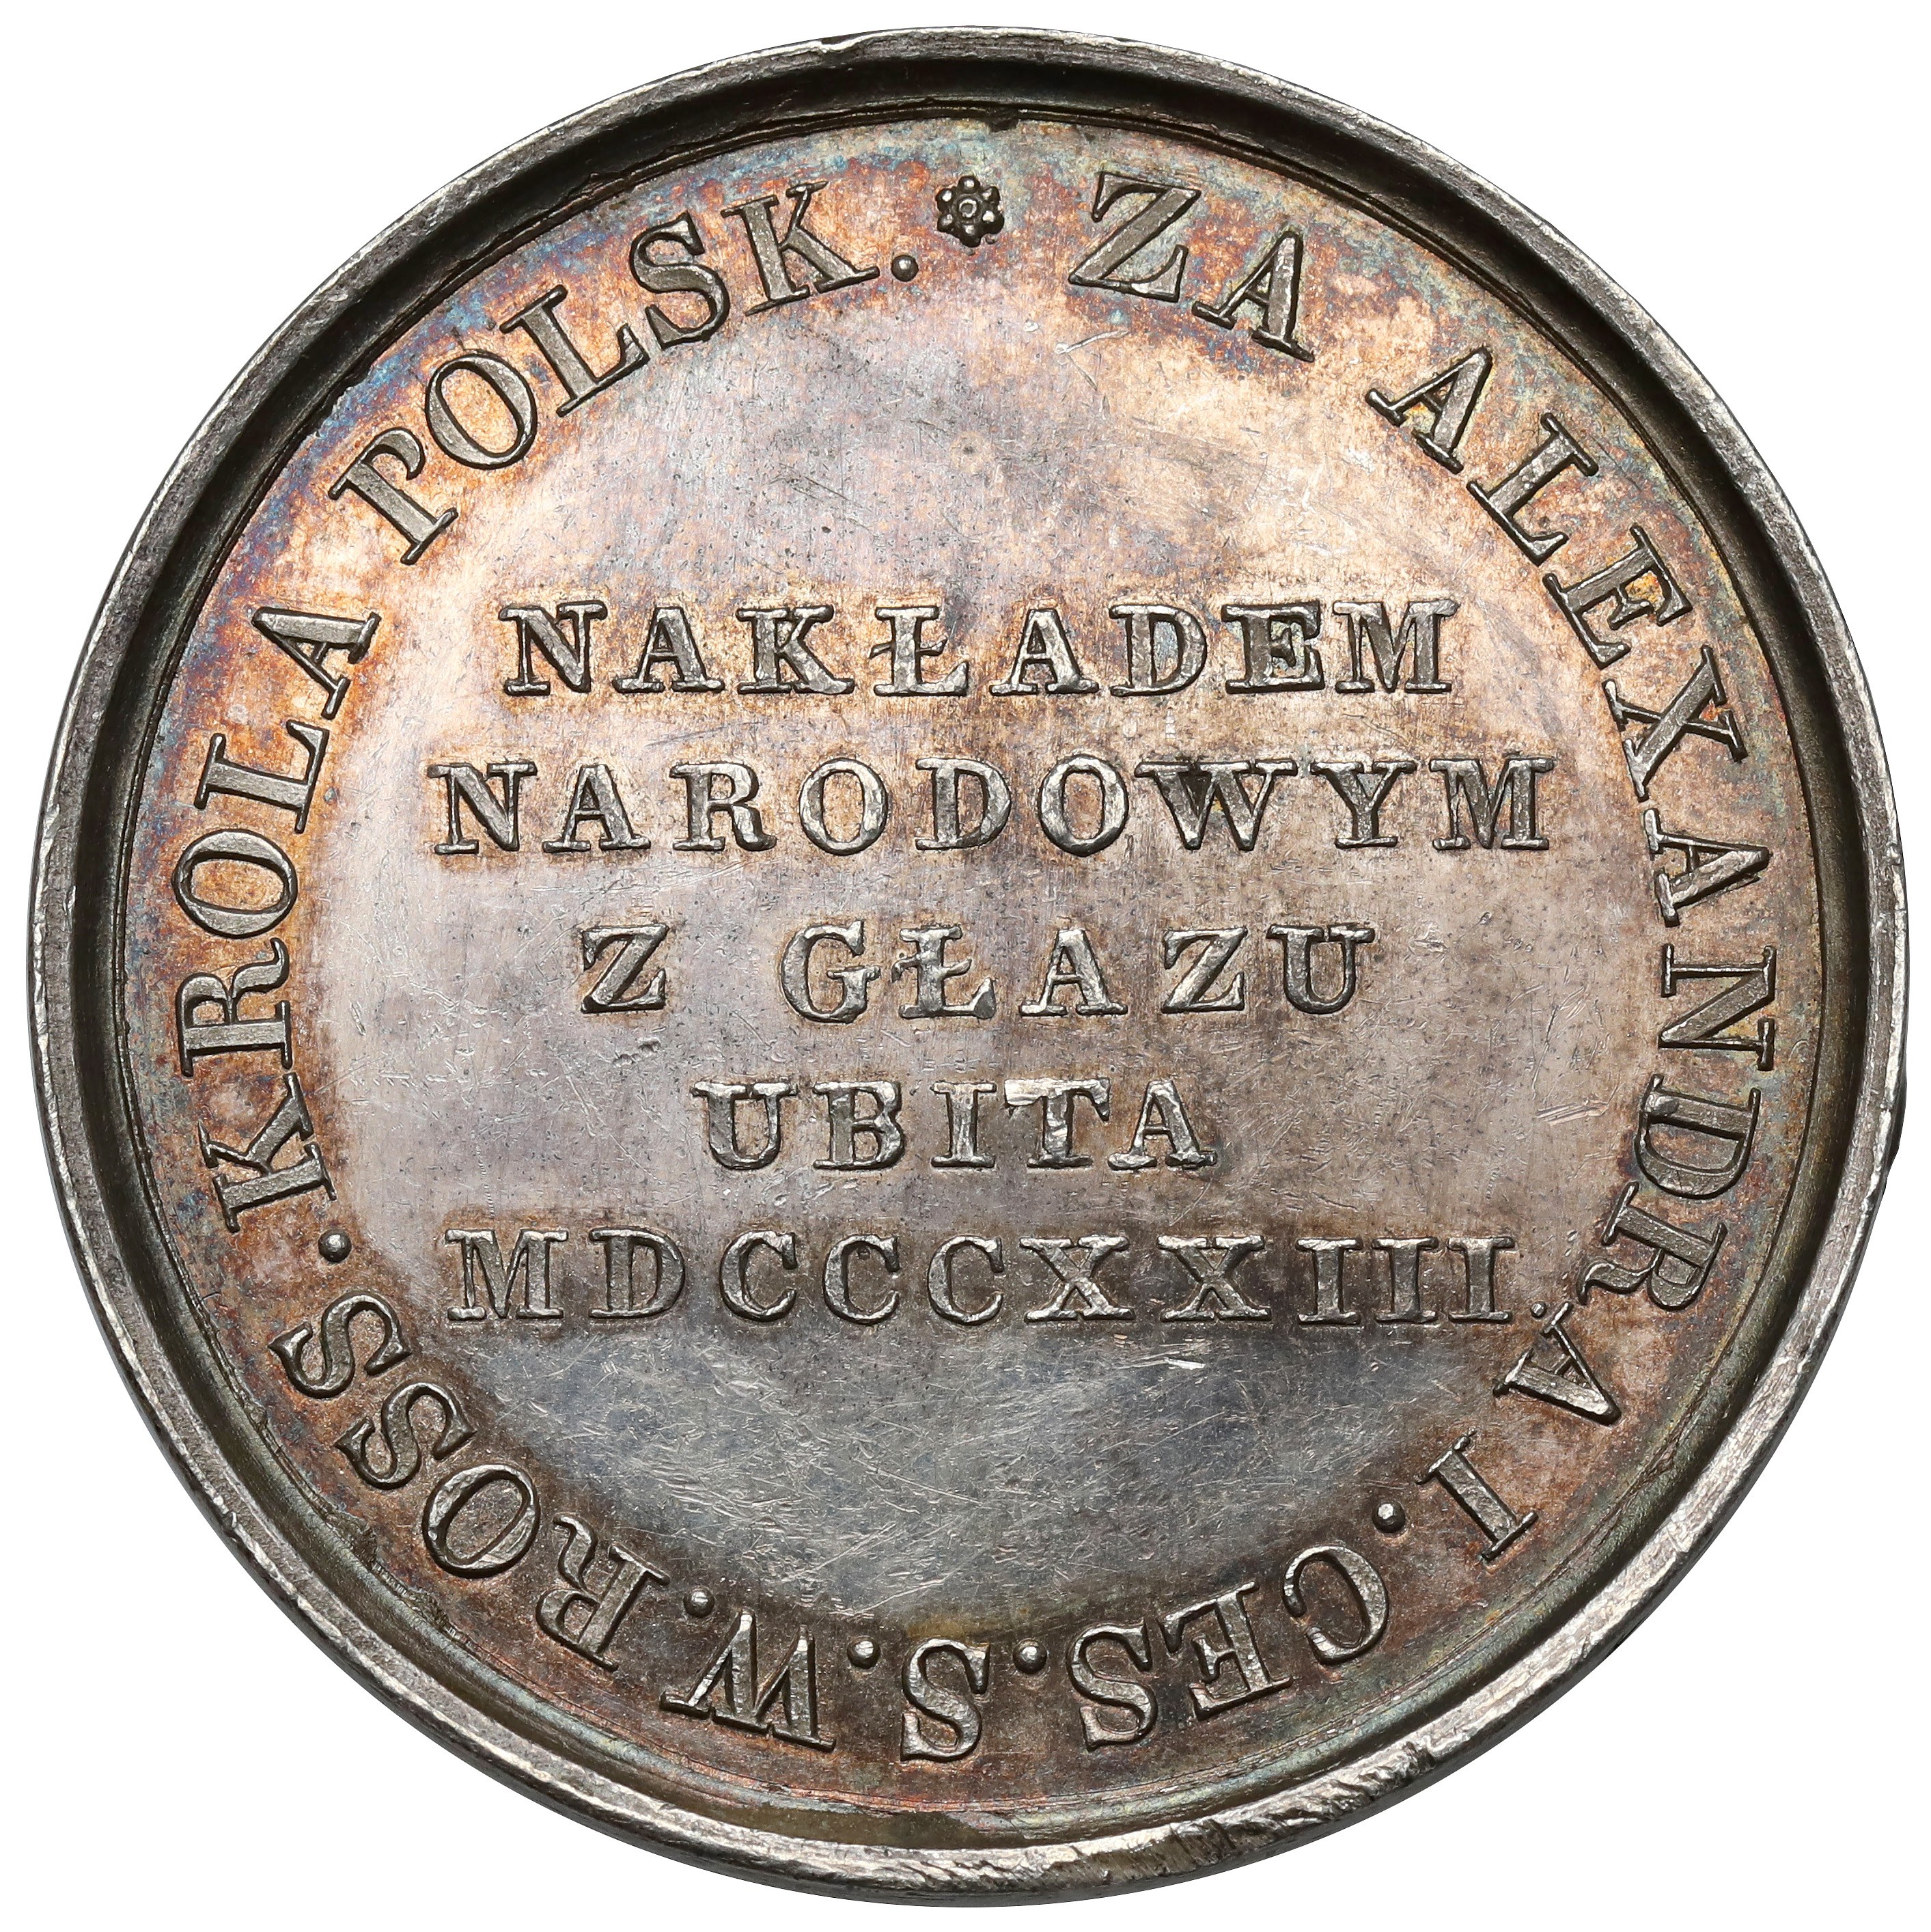 ZA ALEXANDRA I. CES. S. W. ROSS. KROLA POLSK.
NAKŁADEM
NARODOWYM
Z GŁAZU
UBITA
MDCCCXXIII.